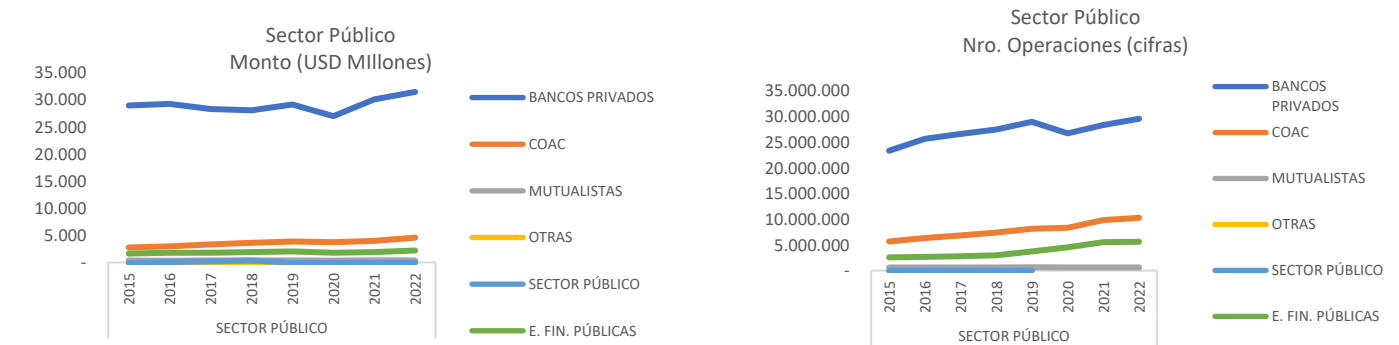 Sector Público
Monto (USD MIllones)
35.000
30.000
25.000
20.000
15.000
10.000
5.000
-
2015
2016
2017
2018
2019
2020
2021
2022
SECTOR PÚBLICO
BANCOS PRIVADOS
COAC
MUTUALISTAS
OTRAS
SECTOR PÚBLICO
E. FIN. PÚBLICAS
Sector Público
Nro. Operaciones (cifras)
35.000.000
30.000.000
25.000.000
20.000.000
15.000.000
10.000.000
5.000.000
-
2015
2016
2017
2018
2019
2020
2021
2022
SECTOR PÚBLICO
BANCOS
PRIVADOS
COAC
MUTUALISTAS
OTRAS
SECTOR PÚBLICO
E. FIN. PÚBLICAS